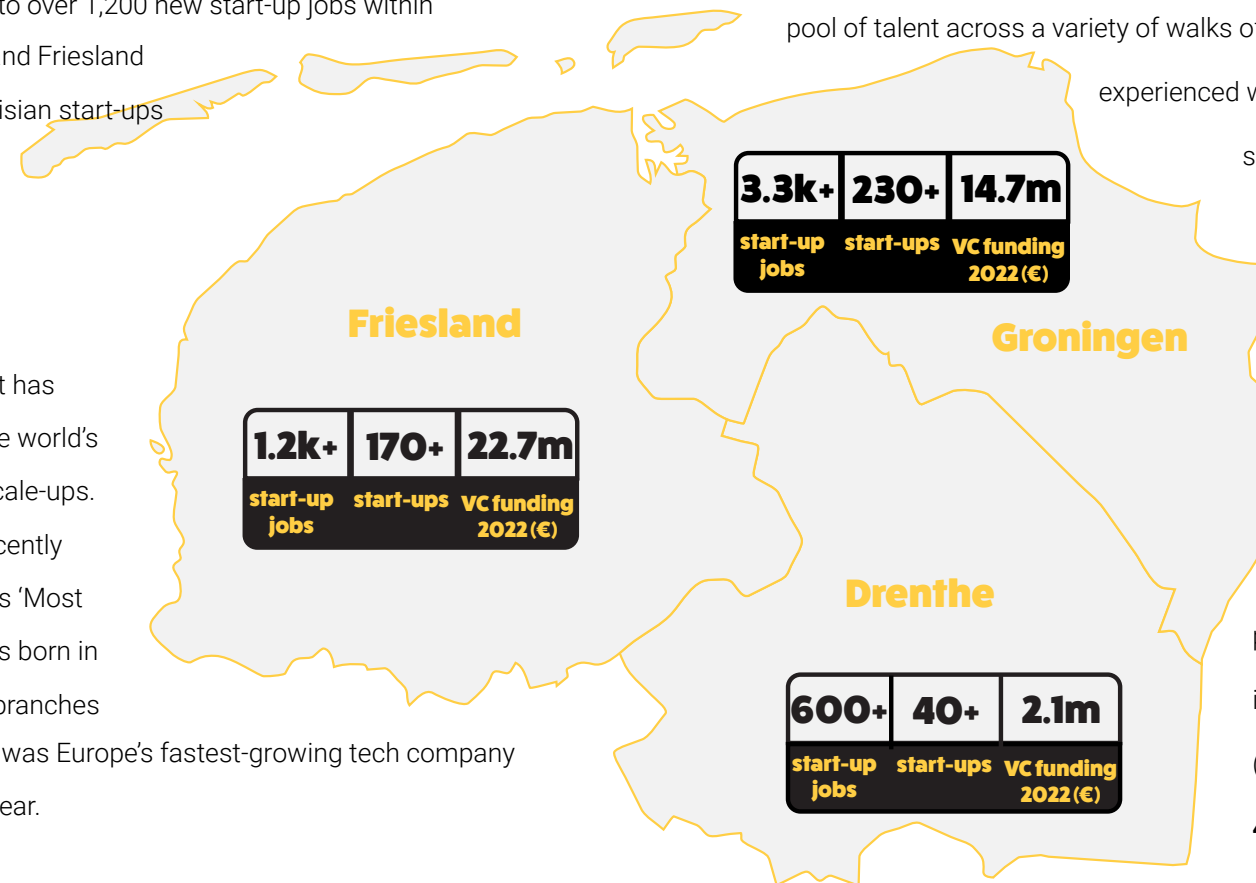 to over 1,200 new start-up jobs within
and Friesland
start-ups
pool of talent across a variety of walks
experienced
3.3k+ 230+ 14.7m
start-up jobs
start-ups
VC funding 2022 (€)
Friesland
Groningen
t has
world's
1.2k+ 170+ 22.7m
start-up jobs
start-ups
VC funding 2022 (€)
cale-ups.
cently
s ‘Most
s born in
branches
was Europe's fastest-growing tech company
ear.
Drenthe
600+ 40+ 2.1m
start-up jobs
start-ups
VC funding 2022 (€)